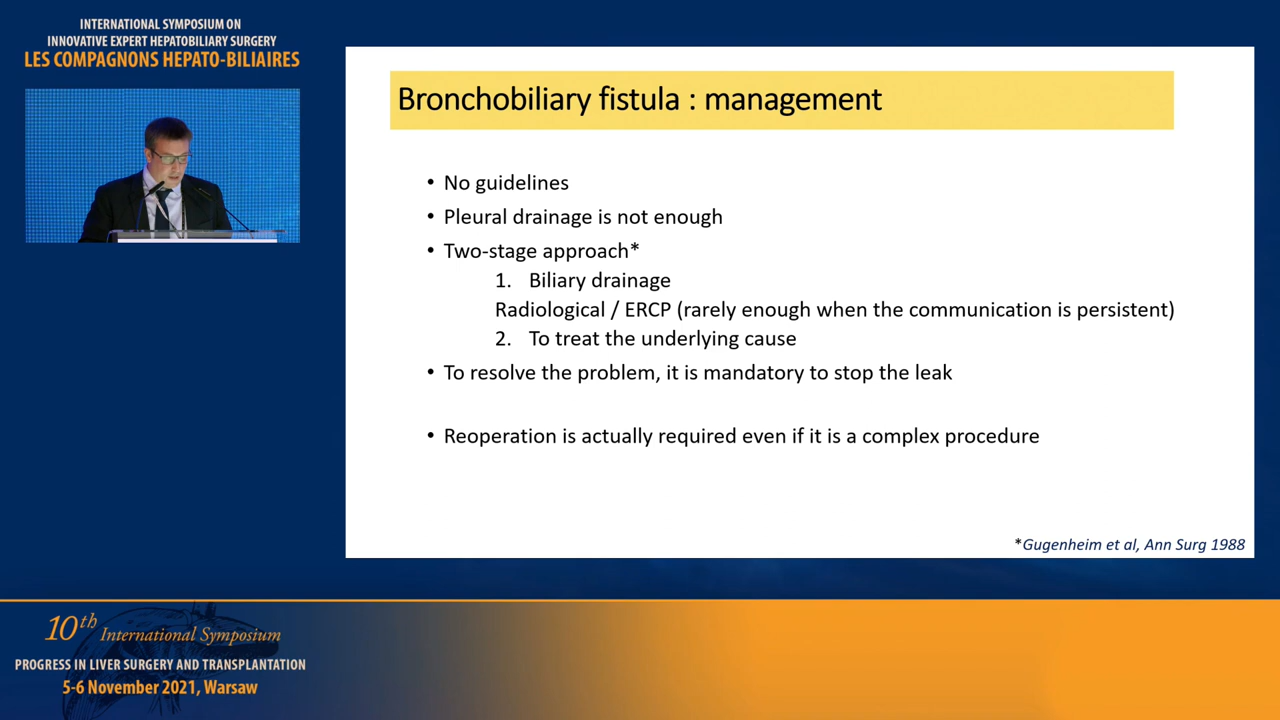 INTERNATIONAL SYMPOSIUM ON
INNOVATIVE EXPERT HEPATOBILIARY SURGERY
LES COMPAGNONS HEPATO-BILIAIRES
Bronchobiliary fistula : management
• No guidelines
• Pleural drainage is not enough
• Two-stage approach*
1. Biliary drainage
Radiological / ERCP (rarely enough when the communication is persistent)
2. To treat the underlying cause
• To resolve the problem, it is mandatory to stop the leak
• Reoperation is actually required even if it is a complex procedure
*Gugenheim et al, Ann Surg 1988
10th International Symposium
PROGRESS IN LIVER SURGERY AND TRANSPLANTATION
5-6 November 2021, Warsaw